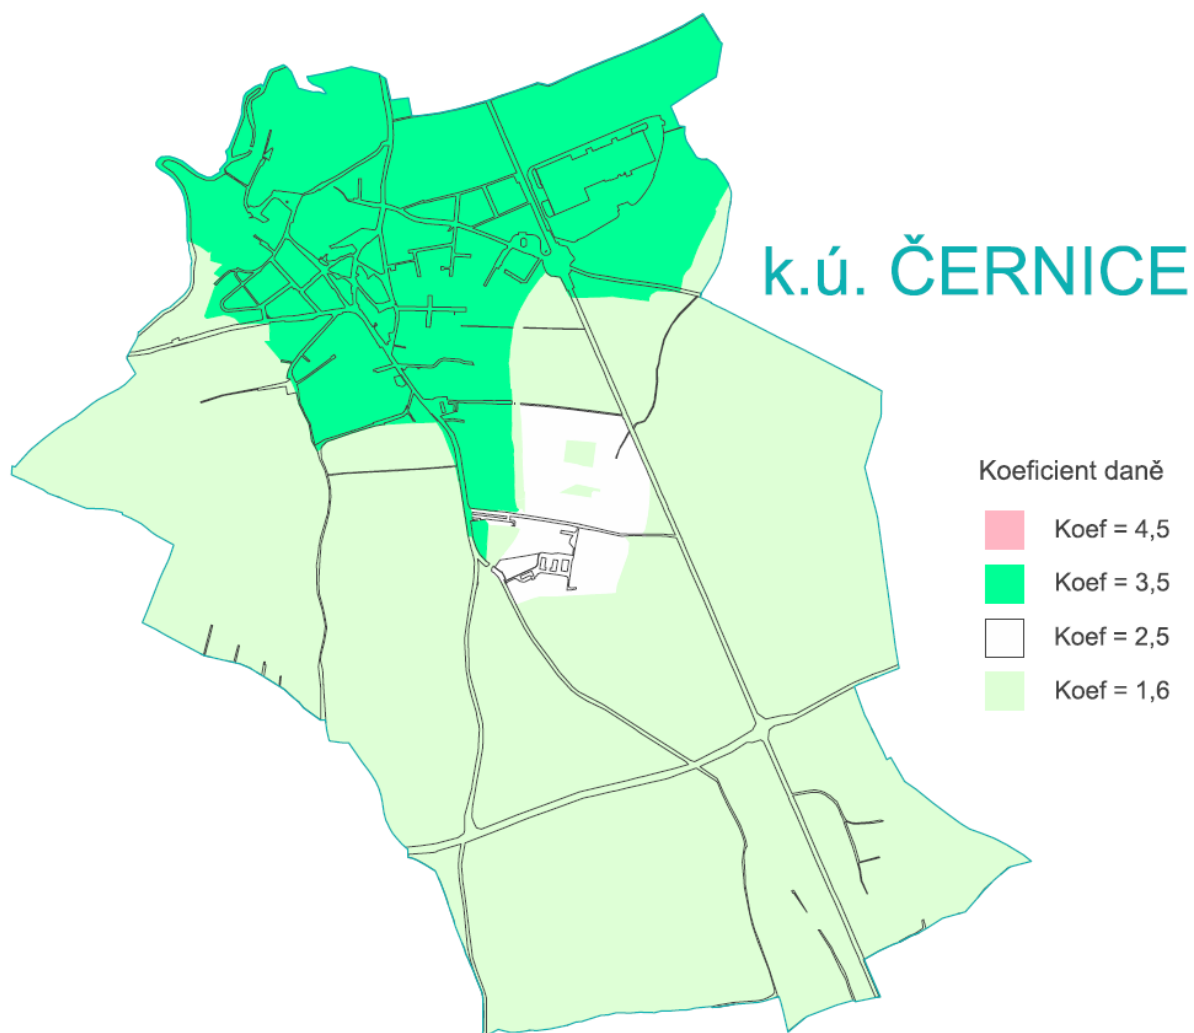 k.ú. ČERNICE
Koeficient daně
Koef = 4,5
Koef = 3,5
Koef = 2,5
Koef = 1,6